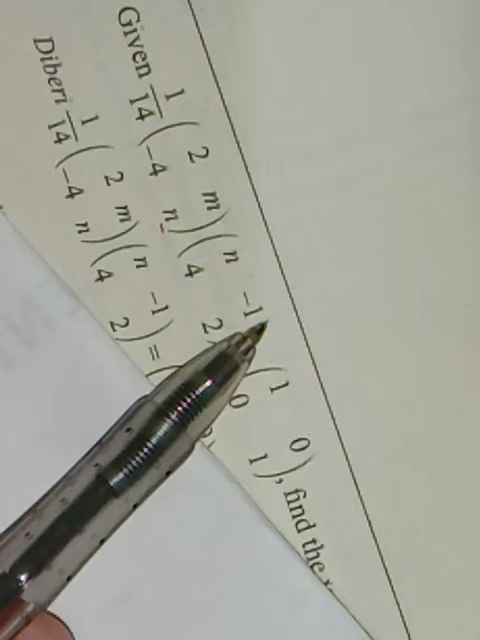 Given 1/14 ( 2 m ) ( n -1 ) ( 1 0 ), find the
-4 n 4 2 0 1
Diberi 1/14 ( 2 m ) ( n -1 ) = (
-4 n 4 2